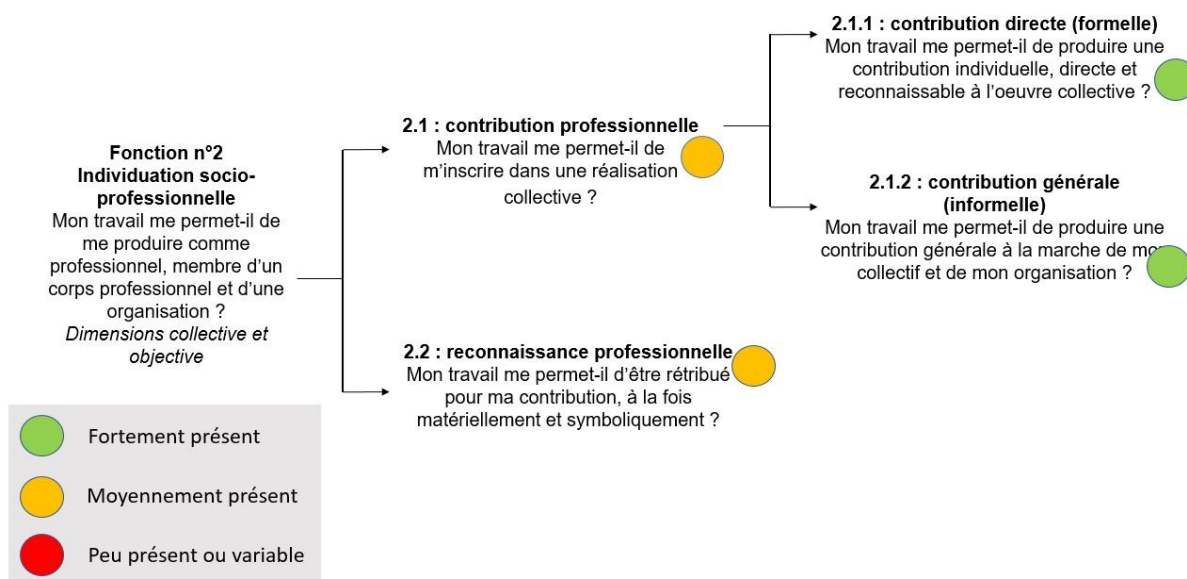 Fonction n°2
Individuation socio-
professionnelle
Mon travail me permet-il de
me produire comme
professionnel, membre d'un
corps professionnel et d'une
organisation ?
Dimensions collective et
objective
2.1 : contribution professionnelle
Mon travail me permet-il de
m'inscrire dans une réalisation
collective ?
2.2 : reconnaissance professionnelle
Mon travail me permet-il d'être rétribué
pour ma contribution, à la fois
matériellement et symboliquement ?
2.1.1 : contribution directe (formelle)
Mon travail me permet-il de produire une
contribution individuelle, directe et
reconnaissable à l'oeuvre collective ?
2.1.2 : contribution générale
(informelle)
Mon travail me permet-il de produire une
contribution générale à la marche de mon
collectif et de mon organisation ?
Fortement présent
Moyennement présent
Peu présent ou variable